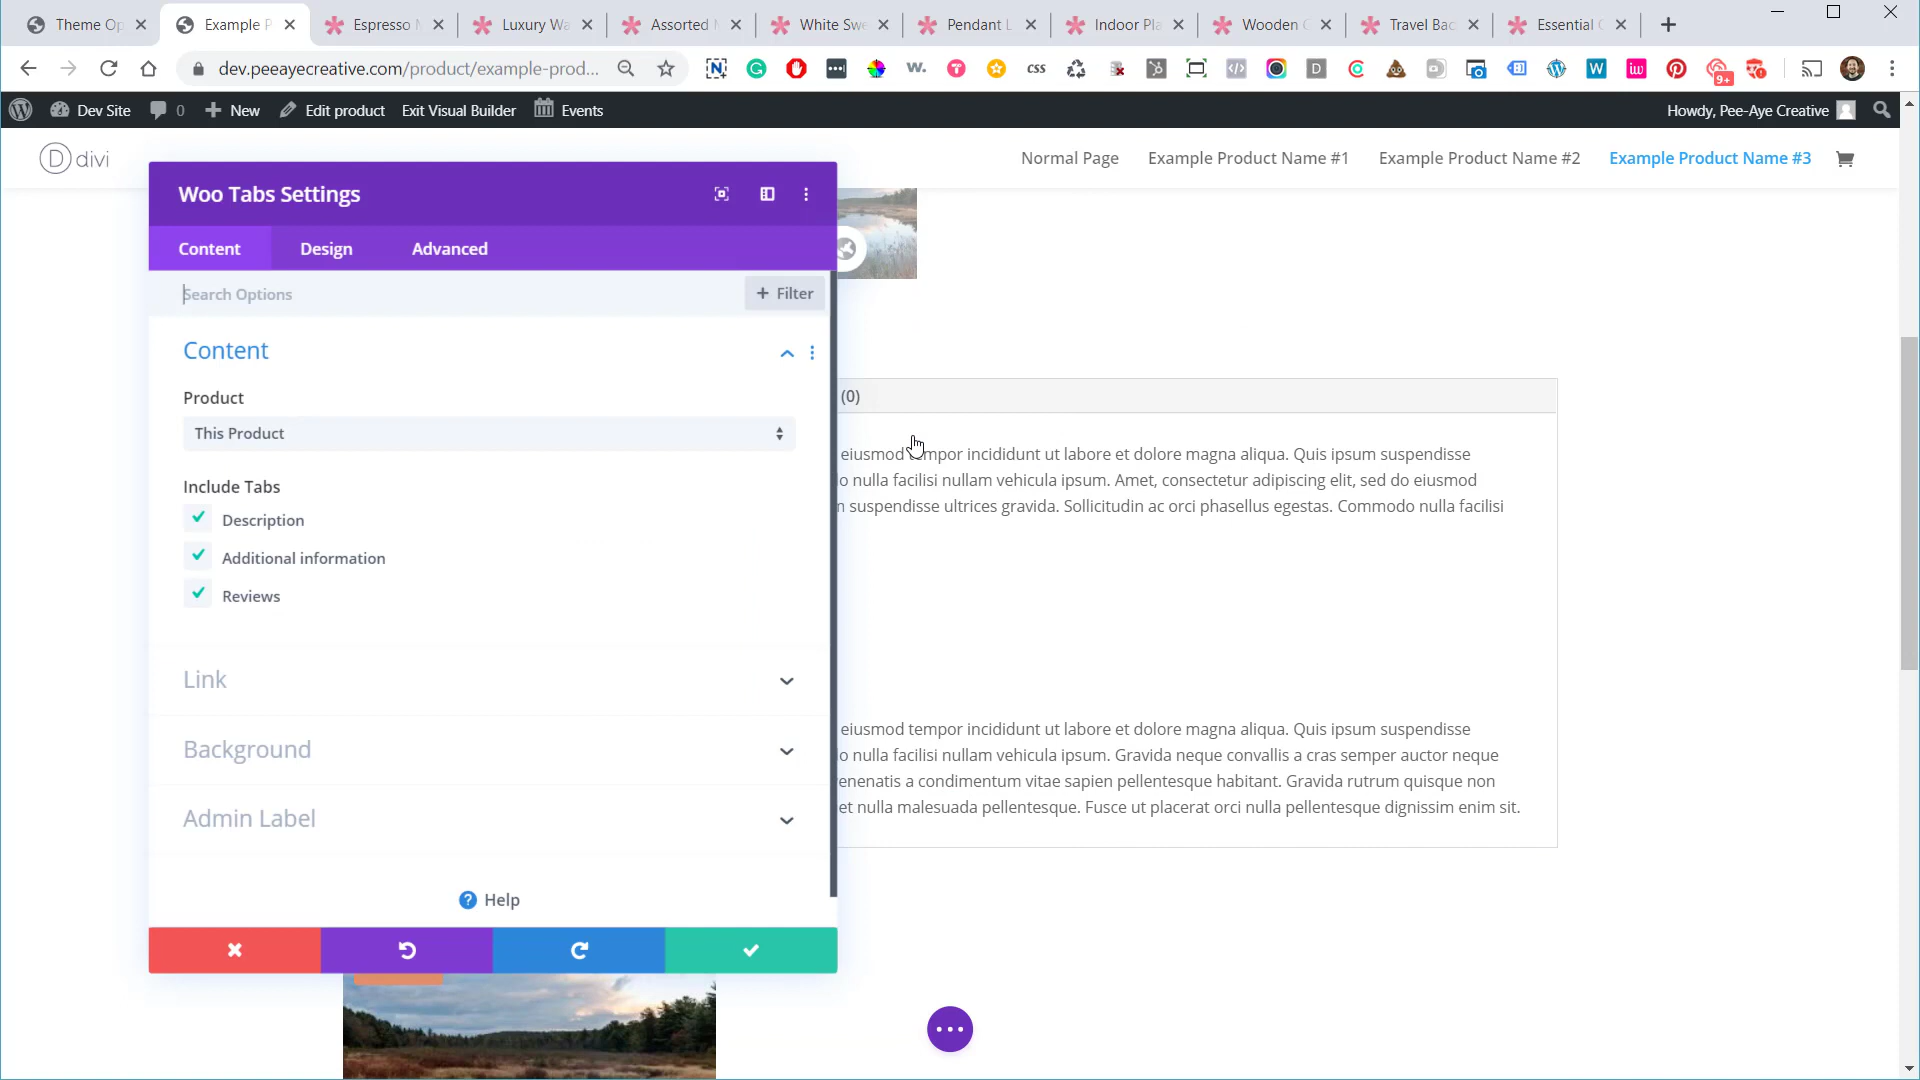 Theme Op
Example P
Espresso
Luxury Wa
Assorted
White Swe
Pendant L
Indoor Pla
Wooden
Travel Bac
Essential
dev.peeayecreative.com/product/example-prod...
css
9+
Dev Site
0
New
Edit product
Exit Visual Builder
Events
Howdy, Pee-Aye Creative
D divi
Normal Page
Example Product Name #1
Example Product Name #2
Example Product Name #3
Woo Tabs Settings
Content
Design
Advanced
Search Options
+ Filter
Content
Product
This Product
Include Tabs
Description
Additional information
Reviews
Link
Background
Admin Label
? Help
(0)
eiusmod tempor incididunt ut labore et dolore magna aliqua. Quis ipsum suspendisse
o nulla facilisi nullam vehicula ipsum. Amet, consectetur adipiscing elit, sed do eiusmod
suspendisse ultrices gravida. Sollicitudin ac orci phasellus egestas. Commodo nulla facilisi
eiusmod tempor incididunt ut labore et dolore magna aliqua. Quis ipsum suspendisse
o nulla facilisi nullam vehicula ipsum. Gravida neque convallis a cras semper auctor neque
enenatis a condimentum vitae sapien pellentesque habitant. Gravida rutrum quisque non
et nulla malesuada pellentesque. Fusce ut placerat orci nulla pellentesque dignissim enim sit.